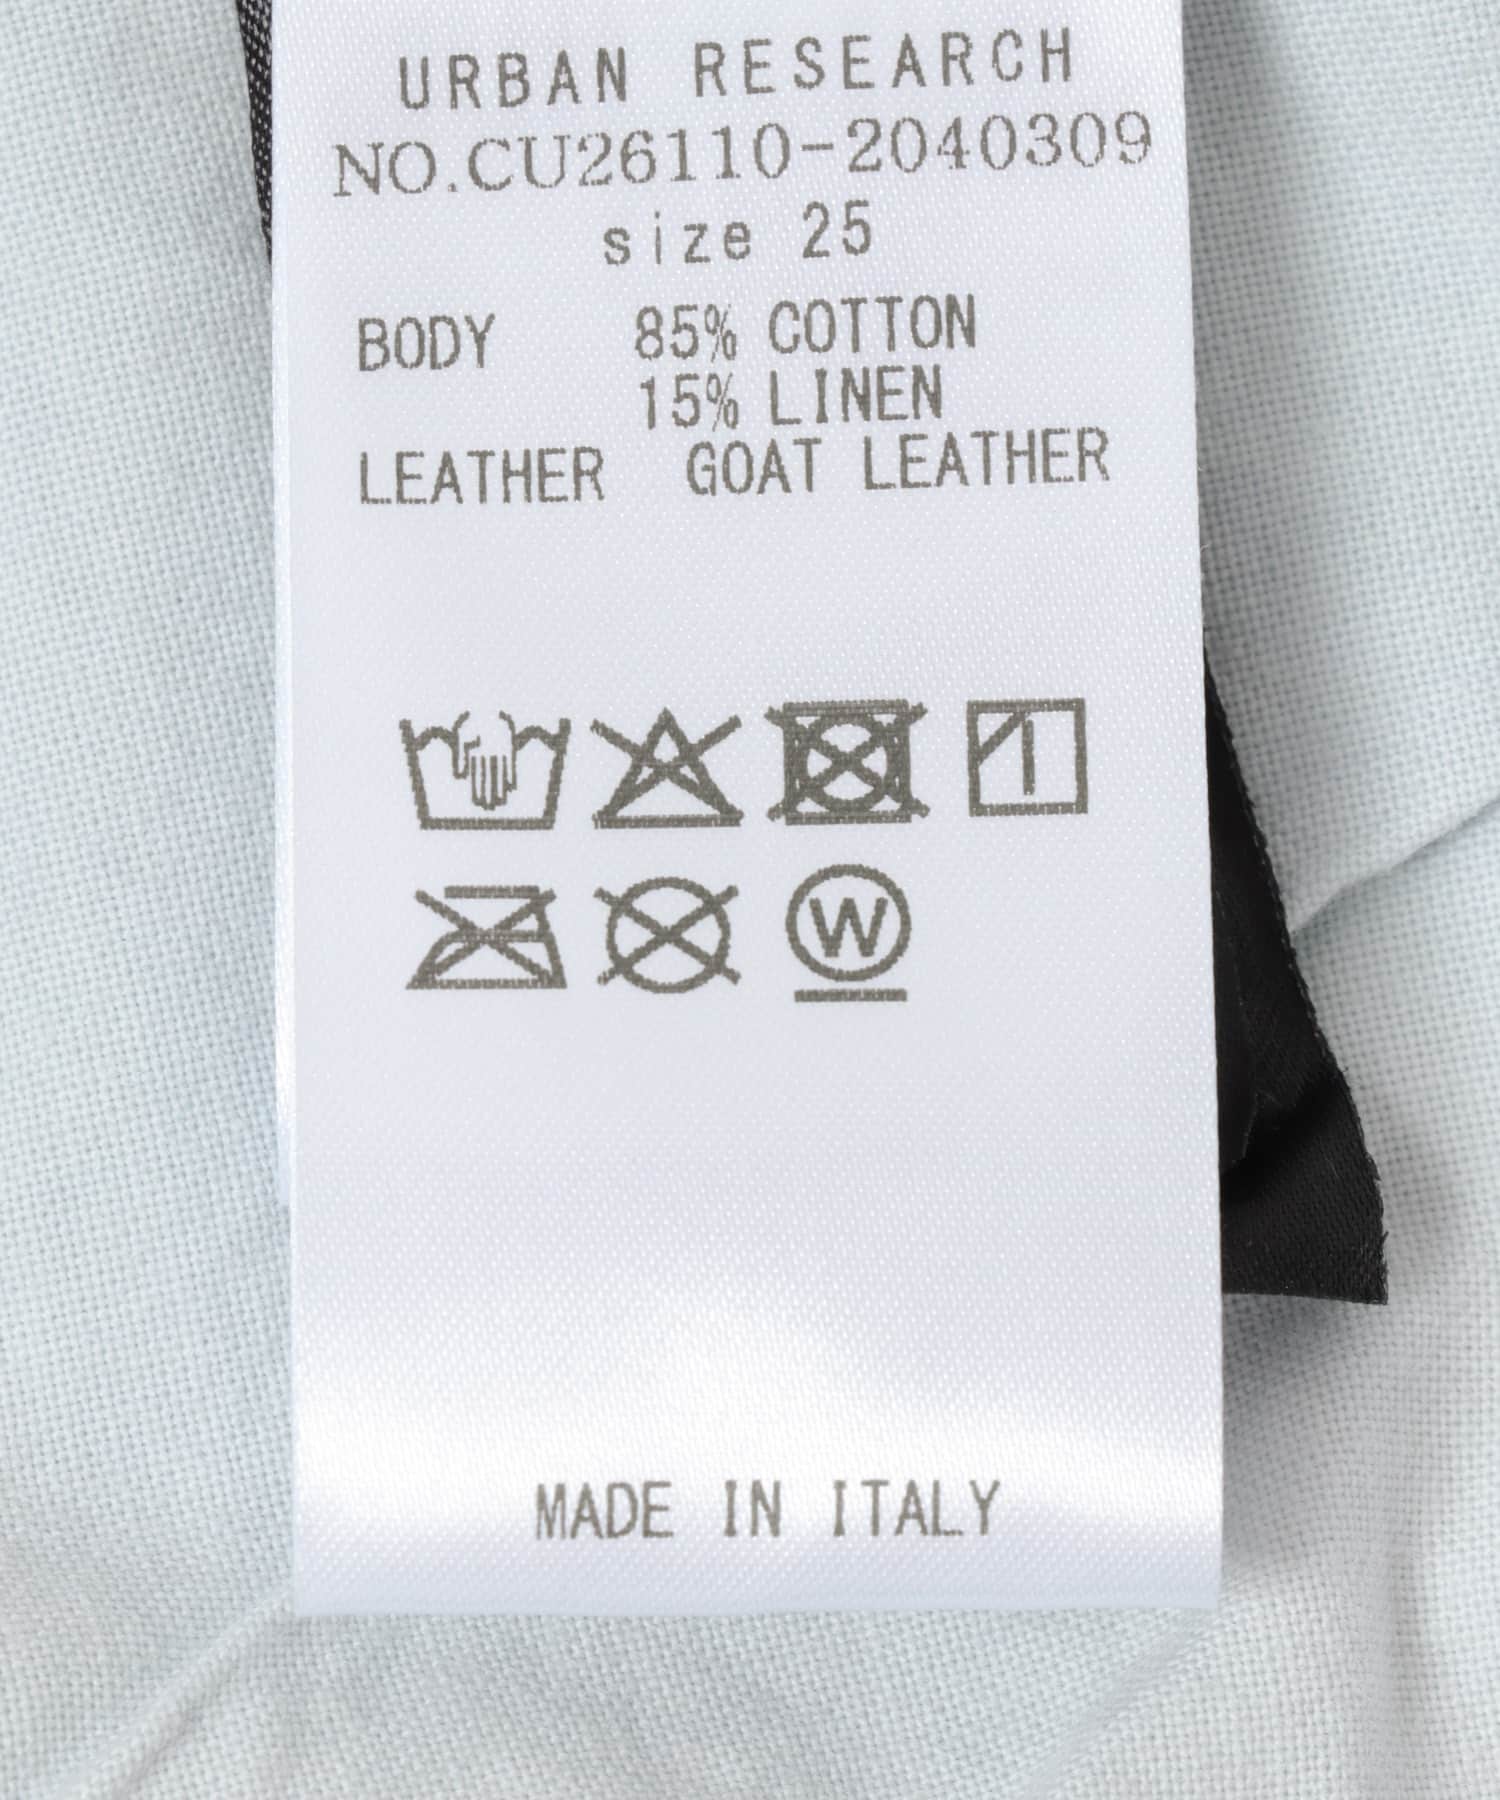 URBAN RESEARCH
NO.CU26110-2040309
size 25
BODY 85% COTTON
15% LINEN
LEATHER GOAT LEATHER
W
MADE IN ITALY